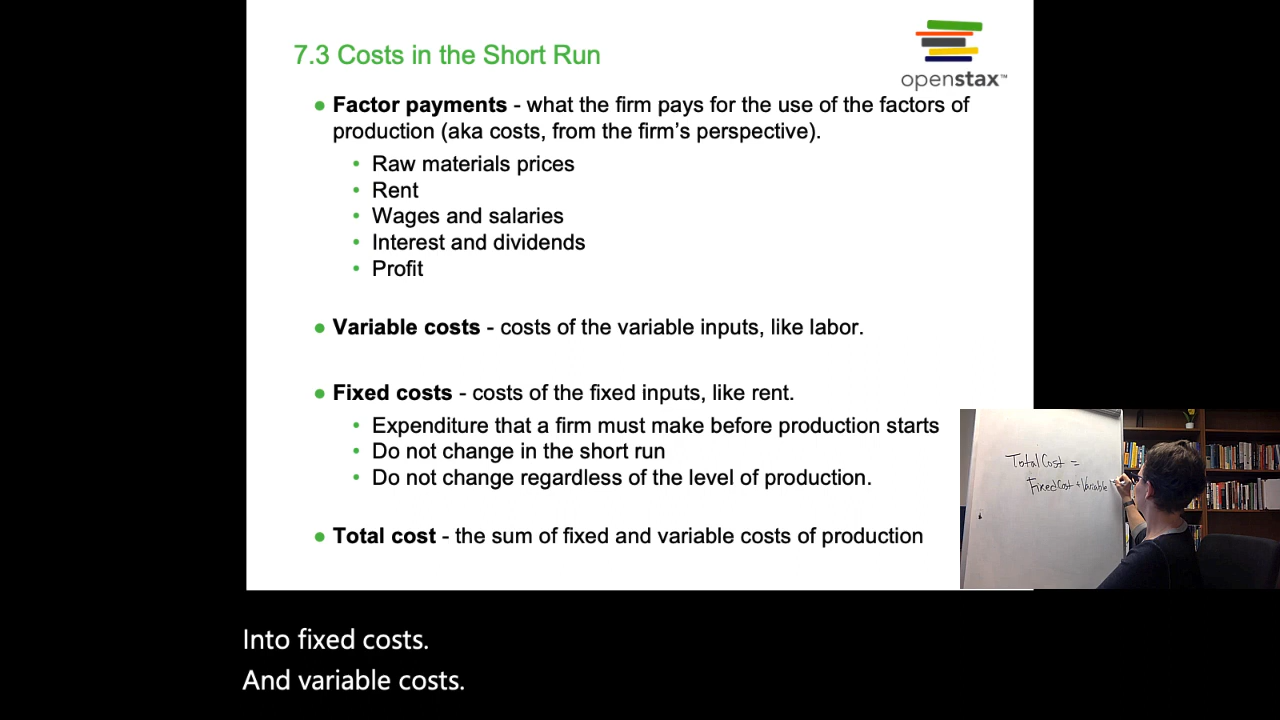 7.3 Costs in the Short Run
openstax™
● Factor payments - what the firm pays for the use of the factors of
production (aka costs, from the firm's perspective).
• Raw materials prices
• Rent
• Wages and salaries
• Interest and dividends
• Profit
● Variable costs - costs of the variable inputs, like labor.
● Fixed costs - costs of the fixed inputs, like rent.
• Expenditure that a firm must make before production starts
• Do not change in the short run
• Do not change regardless of the level of production.
● Total cost - the sum of fixed and variable costs of production
Total Cost =
Fixed Cost + Variable
Into fixed costs.
And variable costs.